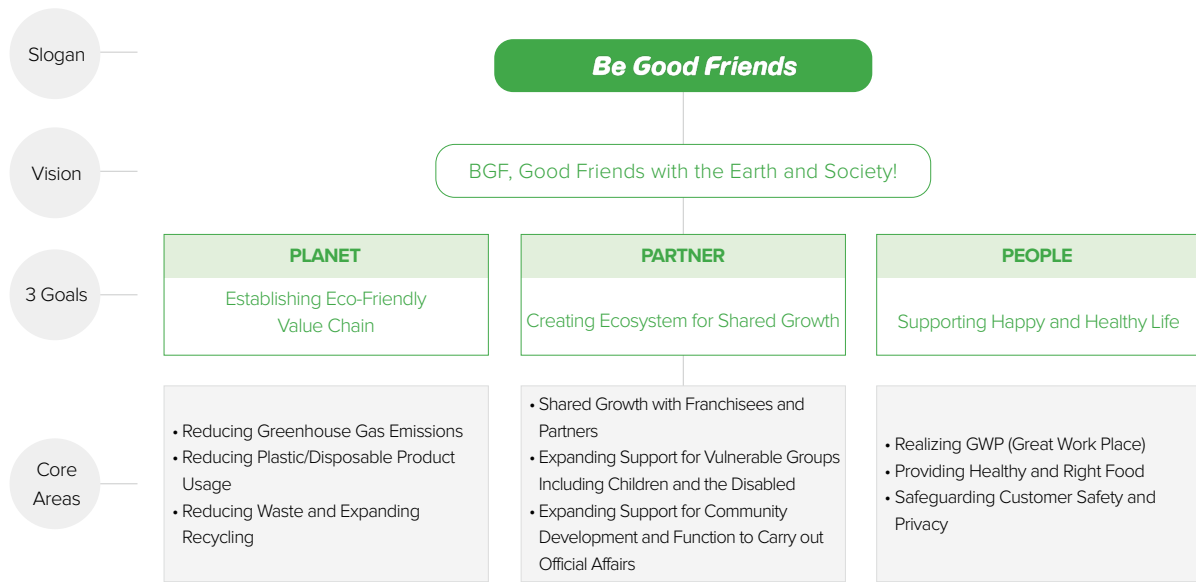 Slogan
Be Good Friends
Vision
BGF, Good Friends with the Earth and Society!
3 Goals
PLANET
Establishing Eco-Friendly
Value Chain
PARTNER
Creating Ecosystem for Shared Growth
PEOPLE
Supporting Happy and Healthy Life
Core
Areas
• Reducing Greenhouse Gas Emissions
• Reducing Plastic/Disposable Product
Usage
• Reducing Waste and Expanding
Recycling
• Shared Growth with Franchisees and
Partners
• Expanding Support for Vulnerable Groups
Including Children and the Disabled
• Expanding Support for Community
Development and Function to Carry out
Official Affairs
• Realizing GWP (Great Work Place)
• Providing Healthy and Right Food
• Safeguarding Customer Safety and
Privacy